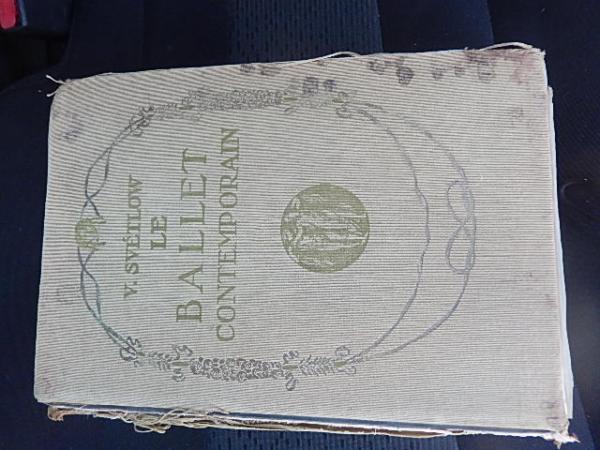 V. SVÉTLOW
LE
BALLET
CONTEMPORAIN